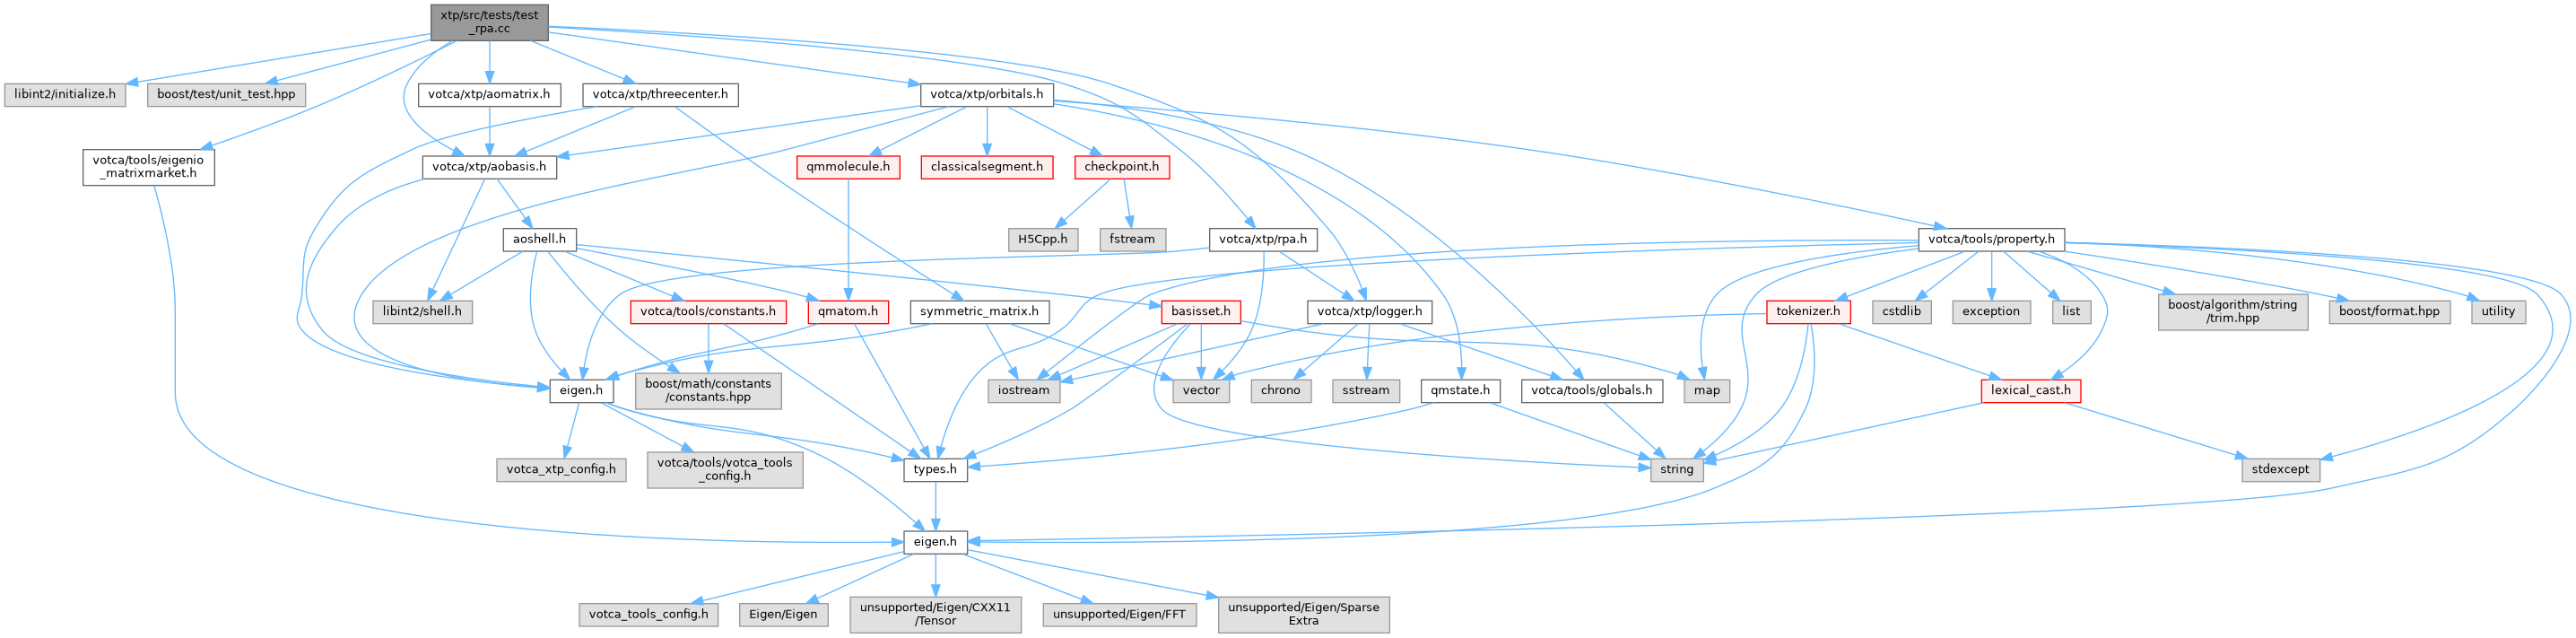 xtp/src/tests/test
_rpa.cc
libint2/initialize.h
boost/test/unit_test.hpp
votca/xtp/aomatrix.h
votca/xtp/threecenter.h
votca/xtp/orbitals.h
votca/tools/eigenio
_matrixmarket.h
votca/xtp/aobasis.h
qmmolecule.h
classicalsegment.h
checkpoint.h
aoshell.h
H5Cpp.h
fstream
votca/xtp/rpa.h
votca/tools/property.h
libint2/shell.h
votca/tools/constants.h
qmatom.h
symmetric_matrix.h
basisset.h
votca/xtp/logger.h
tokenizer.h
cstdlib
exception
list
boost/algorithm/string
/trim.hpp
boost/format.hpp
utility
eigen.h
boost/math/constants
/constants.hpp
iostream
vector
chrono
sstream
qmstate.h
votca/tools/globals.h
map
lexical_cast.h
votca_xtp_config.h
votca/tools/votca_tools
_config.h
types.h
string
stdexcept
eigen.h
votca_tools_config.h
Eigen/Eigen
unsupported/Eigen/CXX11
/Tensor
unsupported/Eigen/FFT
unsupported/Eigen/Sparse
Extra